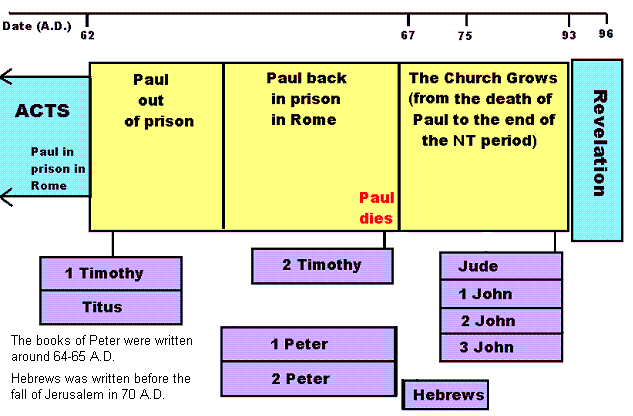 Date (A.D.)
62
67
75
93
96
ACTS
Paul in
prison in
Rome
Paul
out
of prison
Paul back
in prison
in Rome
Paul
dies
The Church Grows
(from the death of
Paul to the end of
the NT period)
Revelation
1 Timothy
Titus
2 Timothy
Jude
1 John
2 John
3 John
1 Peter
2 Peter
Hebrews
The books of Peter were written
around 64-65 A.D.
Hebrews was written before the
fall of Jerusalem in 70 A.D.